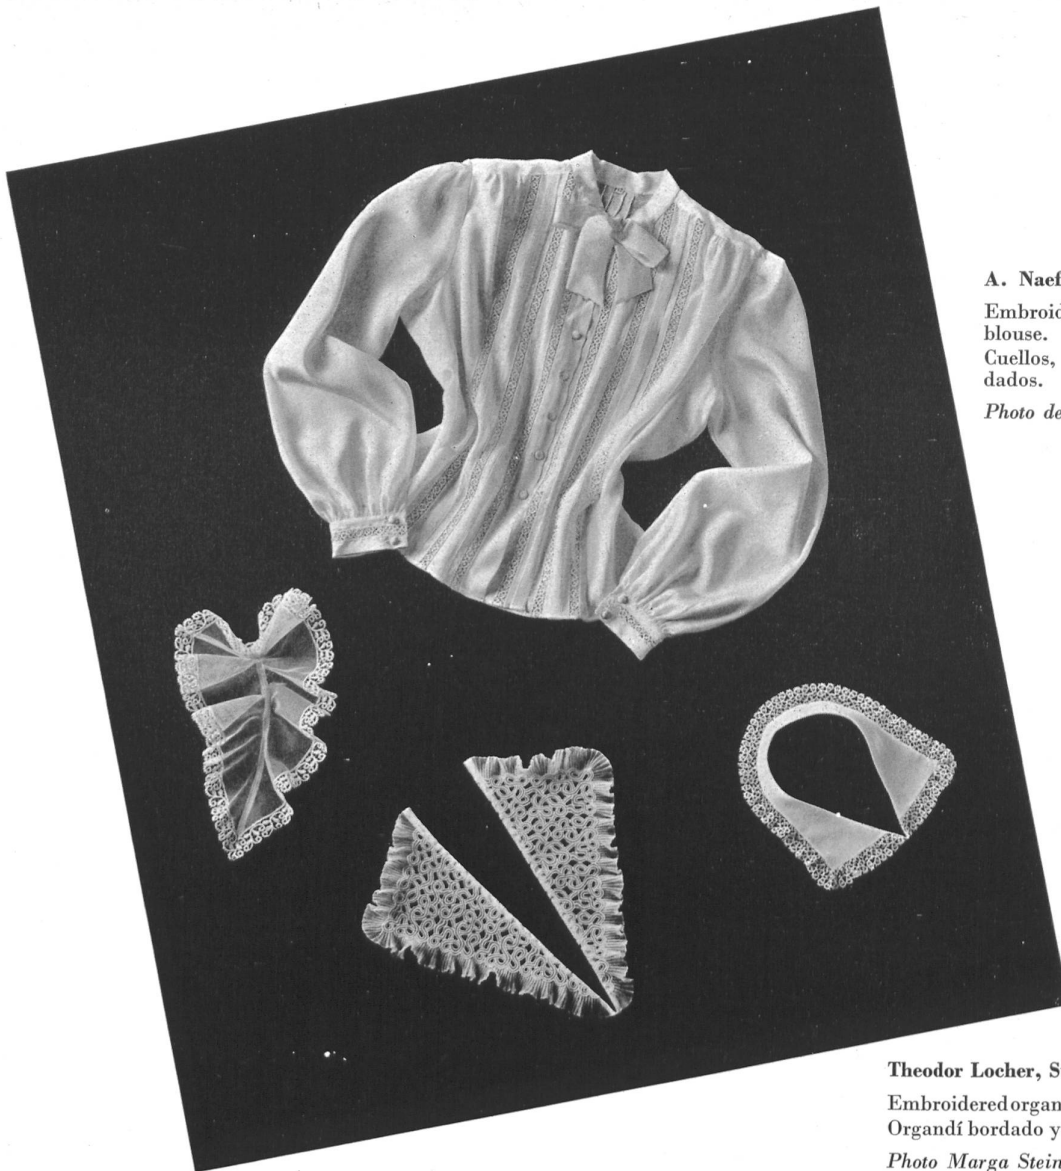 A. Naef
Embroid
blouse.
Cuellos,
dados.
Photo de
Theodor Locher, S
Embroidered organ
Organdí bordado y
Photo Marga Stein